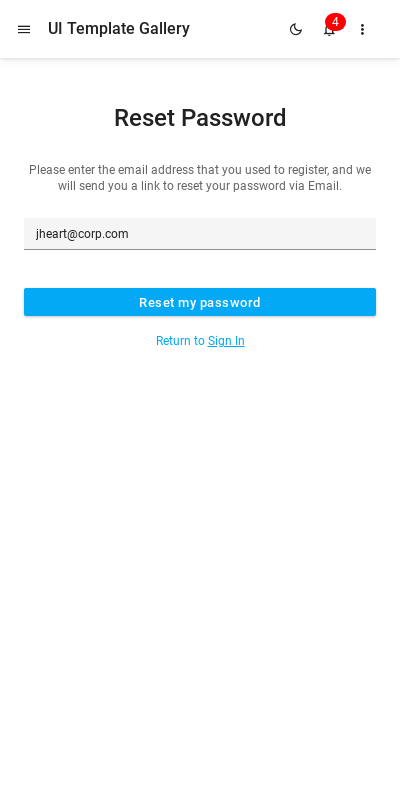 UI Template Gallery
4
Reset Password
Please enter the email address that you used to register, and we
will send you a link to reset your password via Email.
jheart@corp.com
Reset my password
Return to Sign In